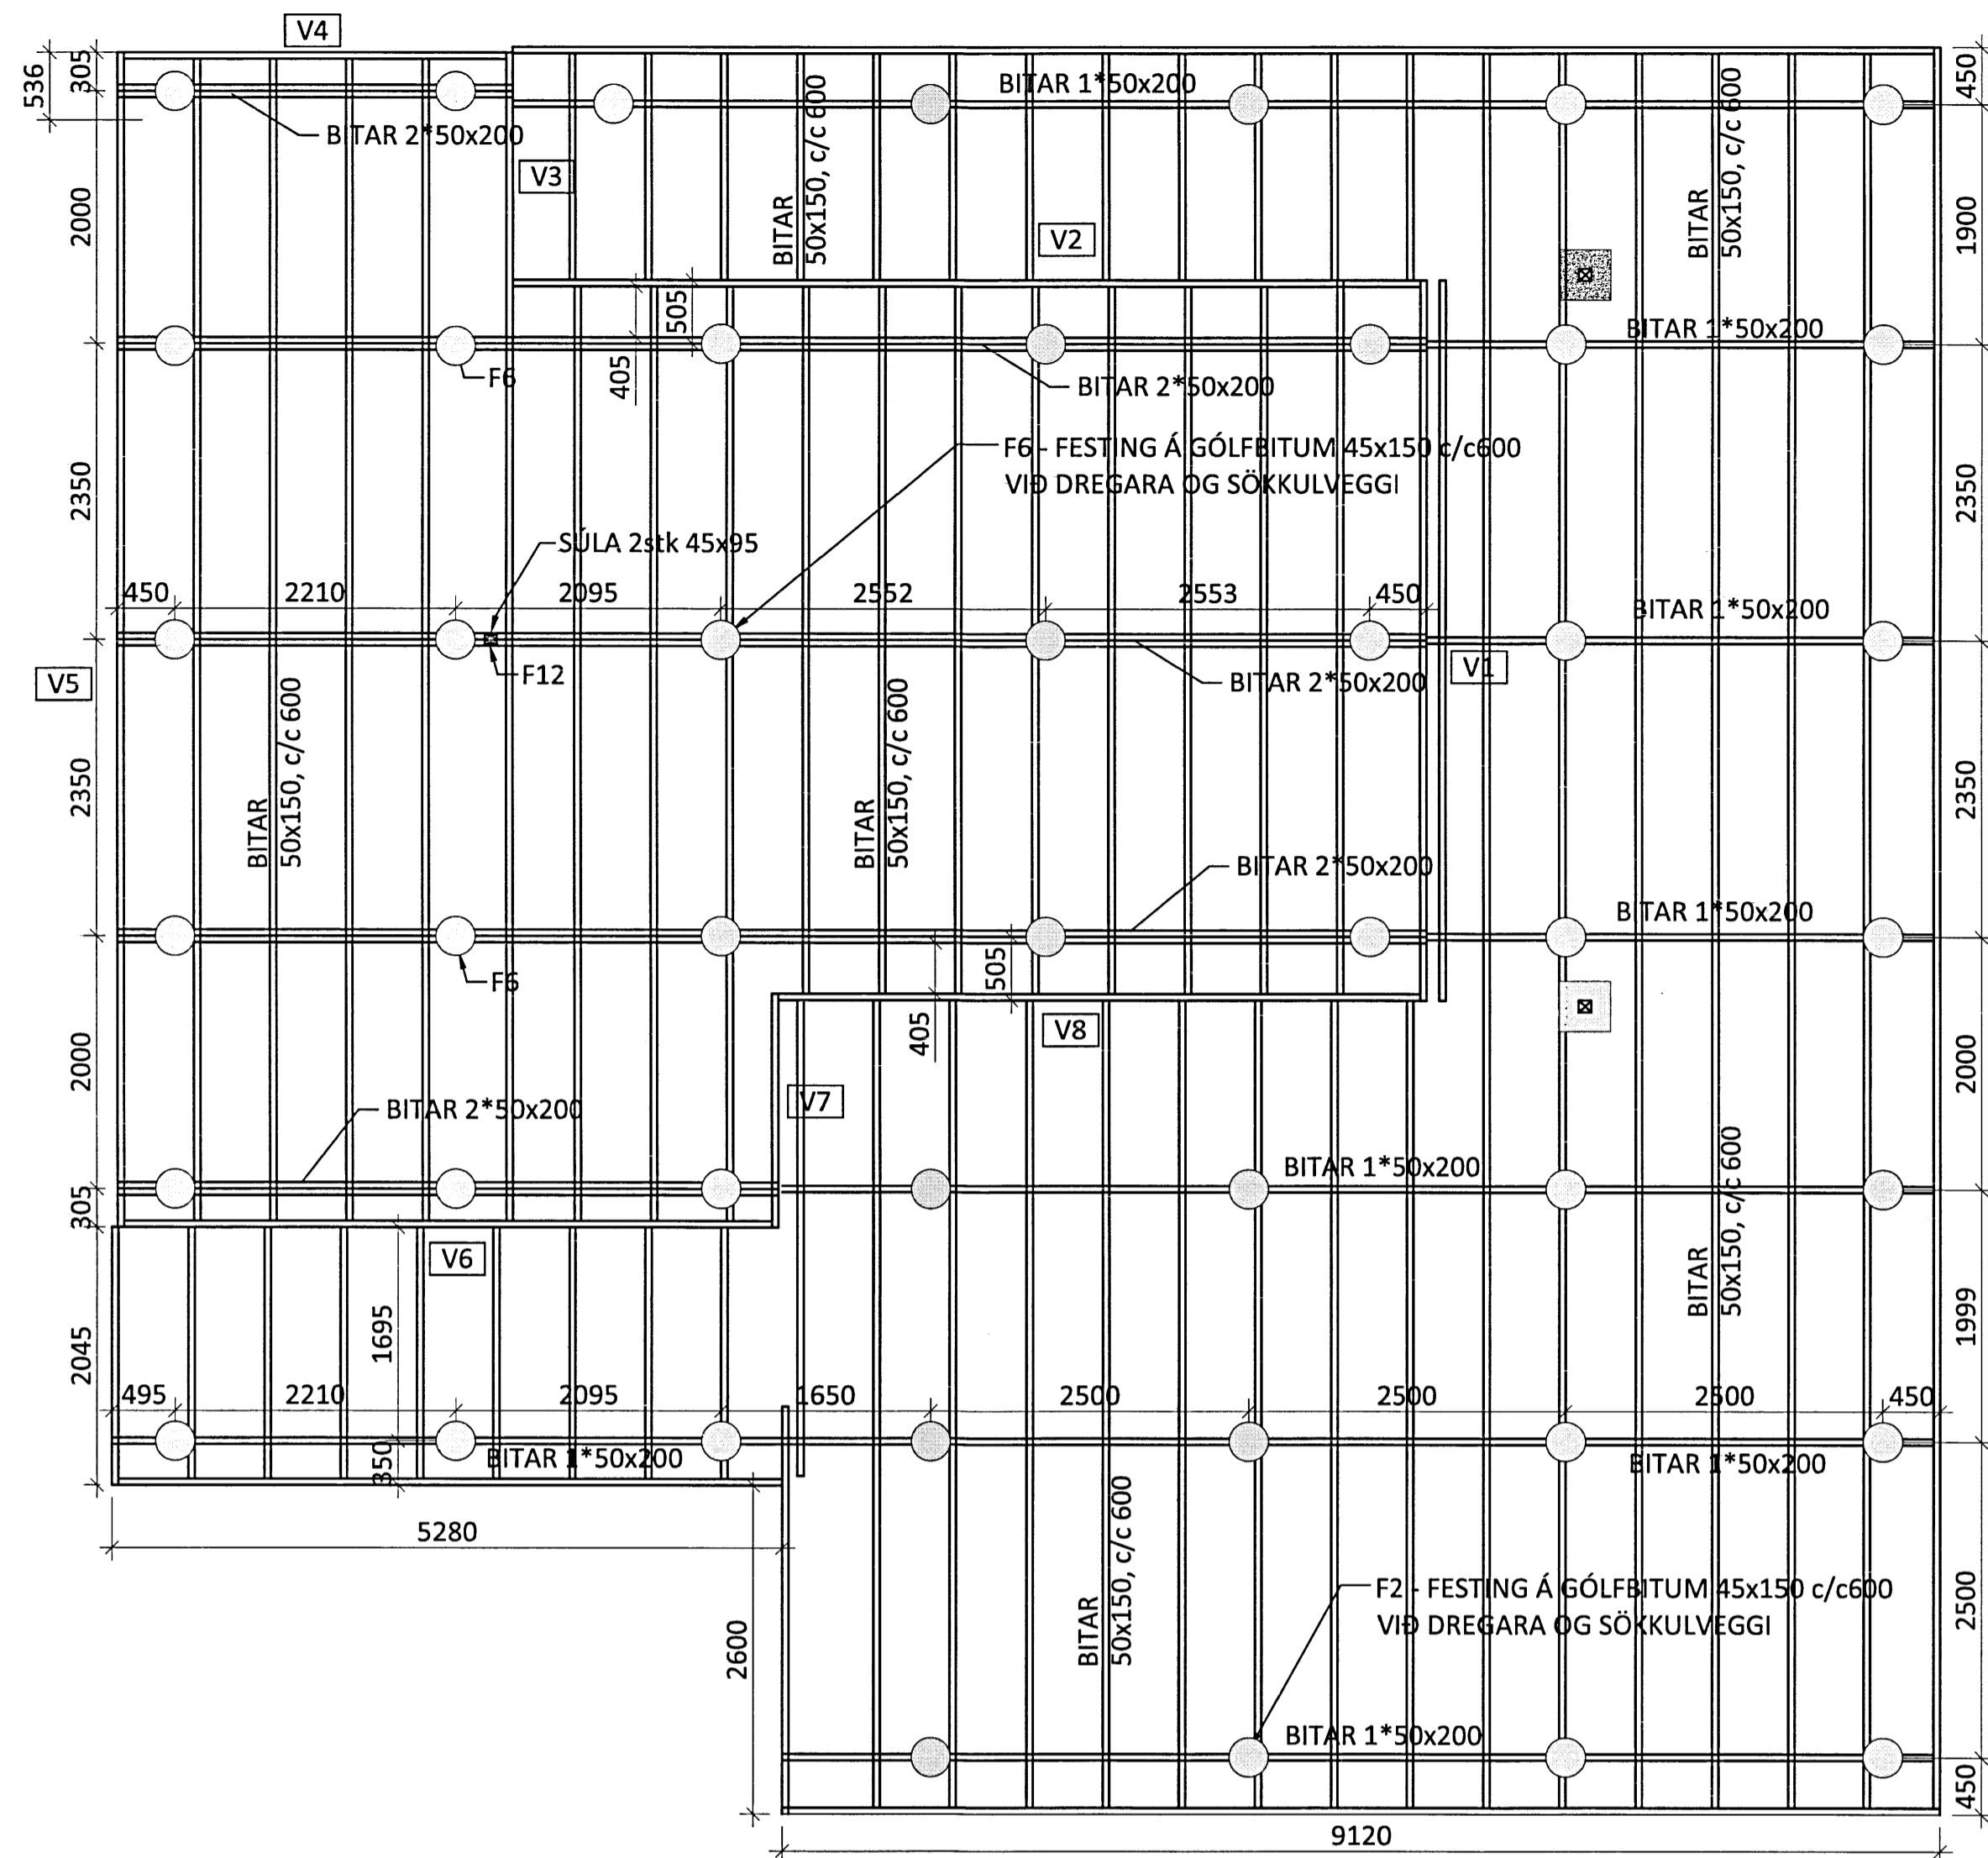 V4
536
305
450
BITAR 1*50x200
BITAR 2*50x200
BITAR
50x150, c/c 600
BITAR
50x150, c/c 600
V3
2000
1900
V2
505
405
BITAR 1*50x200
F6
BITAR 2*50x200
F6 - FESTING Á GÓLFBITUM 45x150 c/c600
VIÐ DREGARA OG SÖKKULVEGGI
2350
2350
SÚLA 2stk 45x95
450
2210
2095
2552
2553
450
BITAR 1*50x200
F12
V5
V1
BITAR 2*50x200
BITAR
50x150, c/c 600
BITAR
50x150, c/c 600
2350
2350
BITAR 2*50x200
BITAR 1*50x200
F6
505
405
V8
2000
2000
V7
BITAR 2*50x200
BITAR 1*50x200
305
V6
BITAR
50x150, c/c 600
1695
2045
1999
495
2210
2095
1650
2500
2500
2500
450
350
BITAR 1*50x200
BITAR 1*50x200
5280
BITAR
50x150, c/c 600
2600
F2 - FESTING Á GÓLFBITUM 45x150 c/c600
VIÐ DREGARA OG SÖKKULVEGGI
2500
BITAR 1*50x200
450
9120